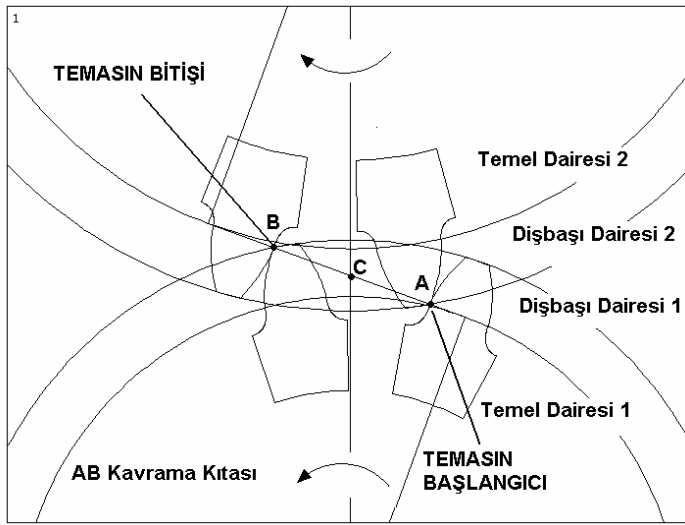 1
TEMASIN BİTİŞİ
Temel Dairesi 2
B
Dişbaşı Dairesi 2
C
A
Dişbaşı Dairesi 1
Temel Dairesi 1
AB Kavrama Kıtası
TEMASIN
BAŞLANGICI